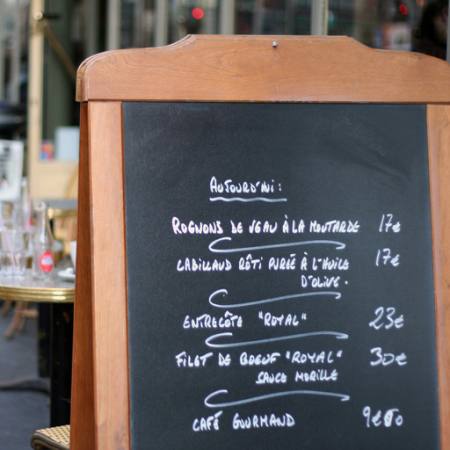 AUJOURD'HUI :
ROGNONS DE VEAU À LA MOUTARDE 17€
CABILLAUD RÔTI PURÉE À L'HUILE 17€
D'OLIVE.
ENTRECÔTE "ROYAL" 23€
FILET DE BOEUF "ROYAL" 30€
SAUCE MORILLE
CAFÉ GOURMAND 9€50